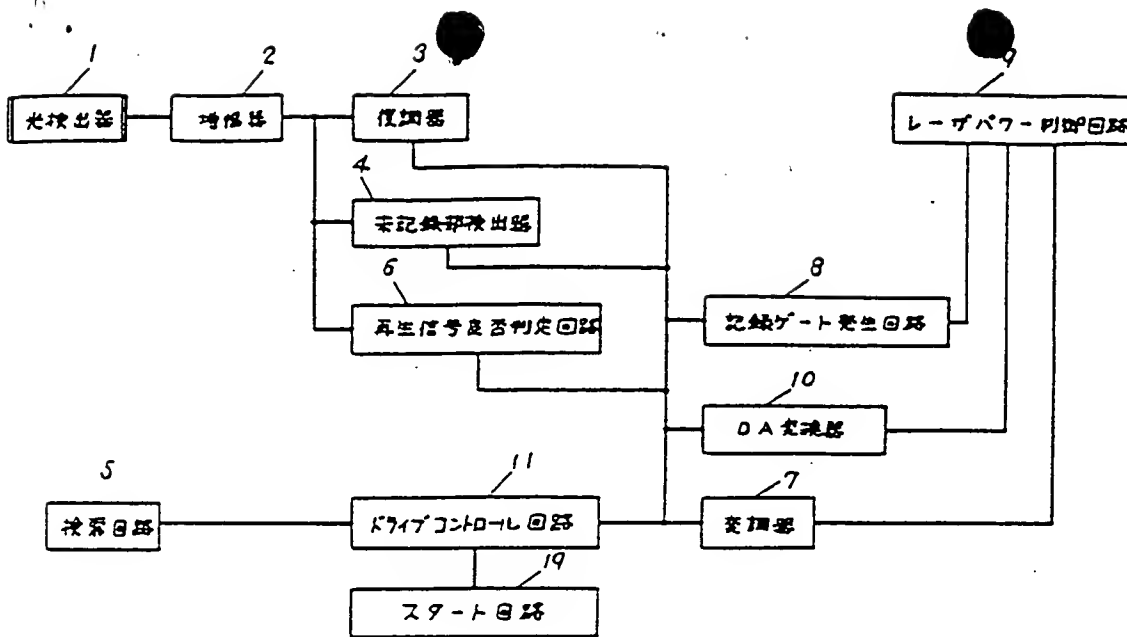 1
2
3
9
光検出器
増幅器
復調器
レーザパワー制御回路
4
未記録部検出器
6
8
再生信号良否判定回路
記録ゲート発生回路
10
DA変換器
5
11
7
検索回路
ドライブコントロール回路
変調器
19
スタート回路